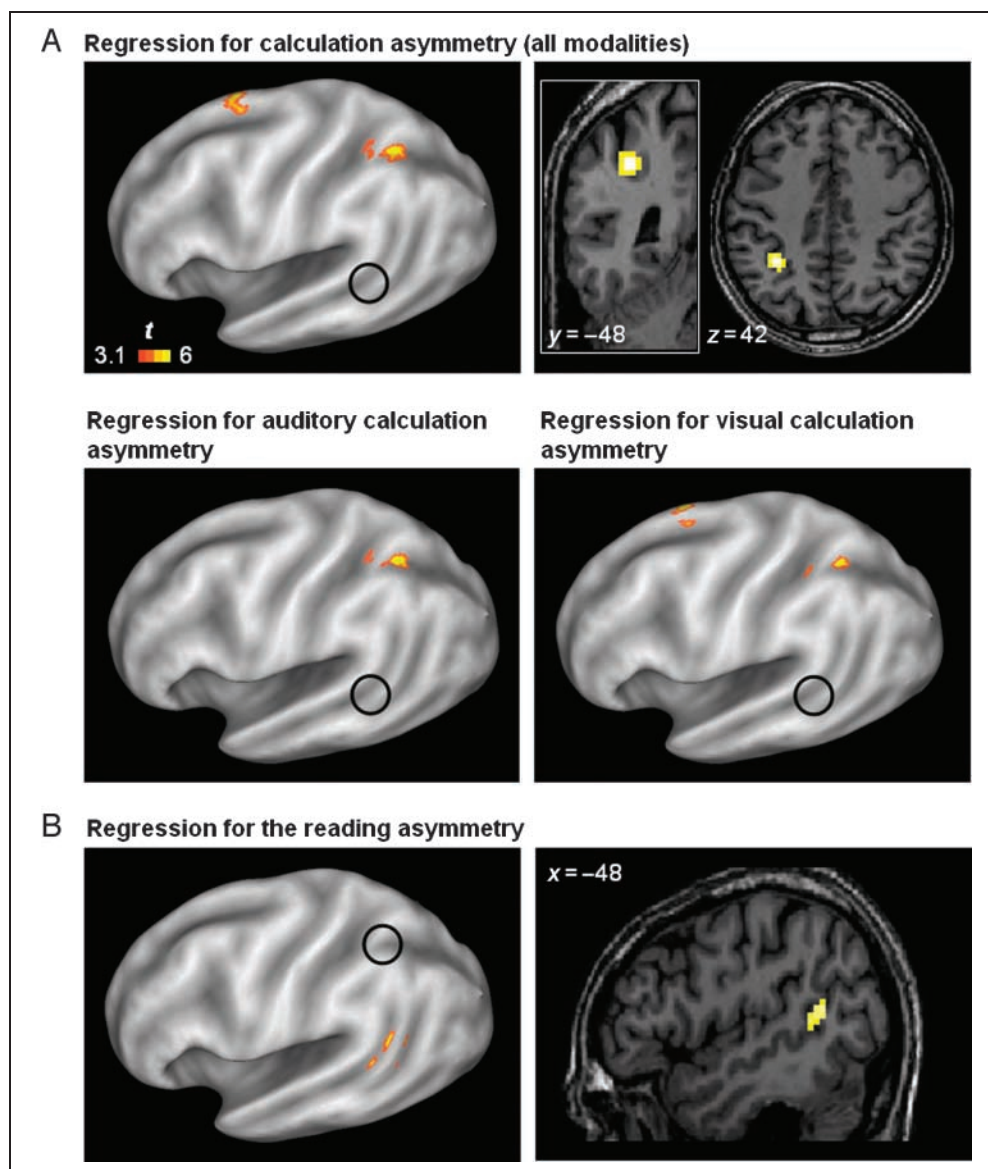 A Regression for calculation asymmetry (all modalities)
t
3.1 6
y = −48
z = 42
Regression for auditory calculation
asymmetry
Regression for visual calculation
asymmetry
B Regression for the reading asymmetry
x = −48